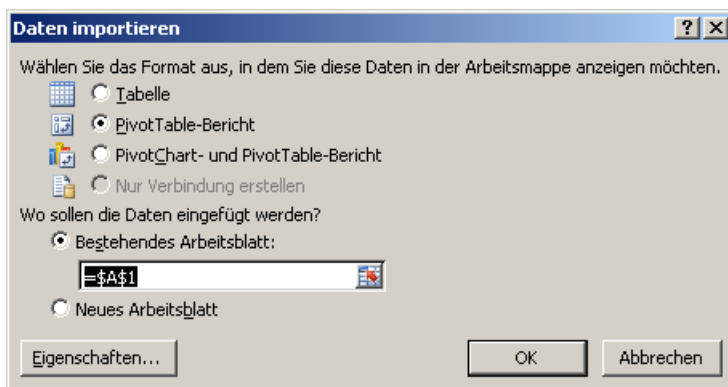 Daten importieren
Wählen Sie das Format aus, in dem Sie diese Daten in der Arbeitsmappe anzeigen möchten.
Tabelle
PivotTable-Bericht
PivotChart- und PivotTable-Bericht
Nur Verbindung erstellen
Wo sollen die Daten eingefügt werden?
Bestehendes Arbeitsblatt:
=$A$1
Neues Arbeitsblatt
Eigenschaften... OK Abbrechen